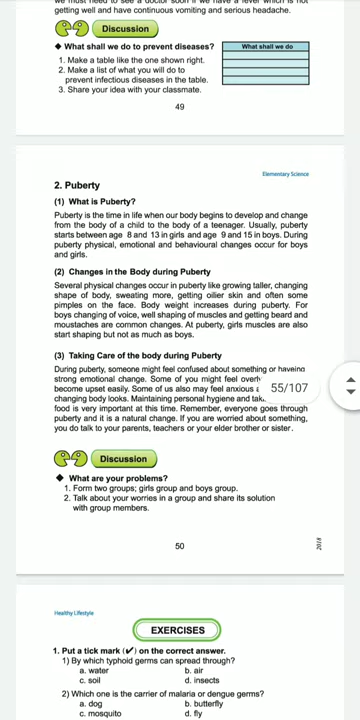 we must need to see a doctor soon if we have a fever which is not
getting well and have continuous vomiting and serious headache.
Discussion
◆ What shall we do to prevent diseases?
What shall we do
1. Make a table like the one shown right.
2. Make a list of what you will do to
prevent infectious diseases in the table.
3. Share your idea with your classmate.
49
Elementary Science
2. Puberty
(1) What is Puberty?
Puberty is the time in life when our body begins to develop and change
from the body of a child to the body of a teenager. Usually, puberty
starts between age 8 and 13 in girls and age 9 and 15 in boys. During
puberty physical, emotional and behavioural changes occur for boys
and girls.
(2) Changes in the Body during Puberty
Several physical changes occur in puberty like growing taller, changing
shape of body, sweating more, getting oilier skin and often some
pimples on the face. Body weight increases during puberty. For
boys changing of voice, well shaping of muscles and getting beard and
moustaches are common changes. At puberty, girls muscles are also
start shaping but not as much as boys.
(3) Taking Care of the body during Puberty
During puberty, someone might feel confused about something or haveing
strong emotional change. Some of you might feel
become upset easily. Some of us also may feel anxious
55/107
changing body looks. Maintaining personal hygiene and
food is very important at this time. Remember, everyone goes through
puberty and it is a natural change. If you are worried about something,
you do talk to your parents, teachers or your elder brother or sister.
Discussion
◆ What are your problems?
1. Form two groups; girls group and boys group.
2. Talk about your worries in a group and share its solution
with group members.
50
2018
Healthy Lifestyle
EXERCISES
1. Put a tick mark (✔) on the correct answer.
1) By which typhoid germs can spread through?
a. water b. air
c. soil d. insects
2) Which one is the carrier of malaria or dengue germs?
a. dog b. butterfly
c. mosquito d. fly